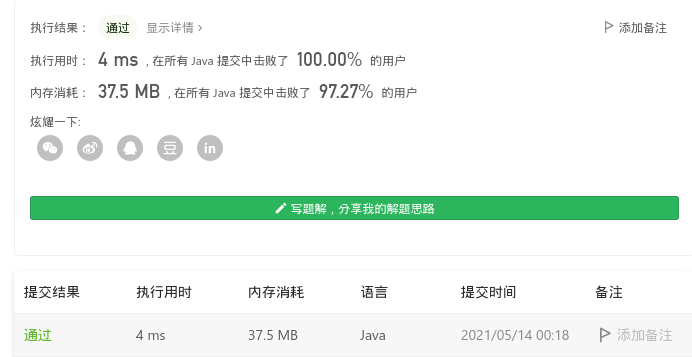 执行结果： 通过 显示详情 › 添加备注
执行用时： 4 ms , 在所有 Java 提交中击败了 100.00% 的用户
内存消耗： 37.5 MB , 在所有 Java 提交中击败了 97.27% 的用户
炫耀一下:
豆 in
写题解，分享我的解题思路
提交结果 执行用时 内存消耗 语言 提交时间 备注
通过 4 ms 37.5 MB Java 2021/05/14 00:18 添加备注